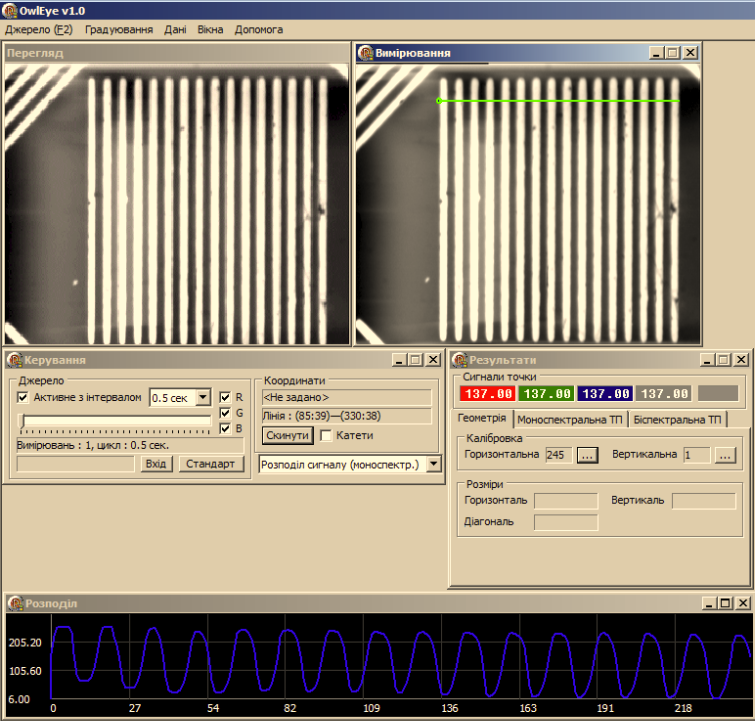 OwlEye v1.0
Джерело (F2) Градуювання Дані Вікна Допомога
Перегляд
Вимірювання
Керування
Джерело
Активне з інтервалом 0.5 сек R
G
B
Вимірювань : 1, цикл : 0.5 сек.
Вхід Стандарт
Координати
<Не задано>
Лінія : (85:39)—(330:38)
Скинути Катети
Розподіл сигналу (моноспектр.)
Результати
Сигнали точки
137.00 137.00 137.00 137.00
Геометрія Моноспектральна ТП Біспектральна ТП
Калібровка
Горизонтальна 245 ... Вертикальна 1 ...
Розміри
Горизонталь Вертикаль
Діагональ
Розподіл
205.20
105.60
6.00
0 27 54 82 109 136 163 191 218